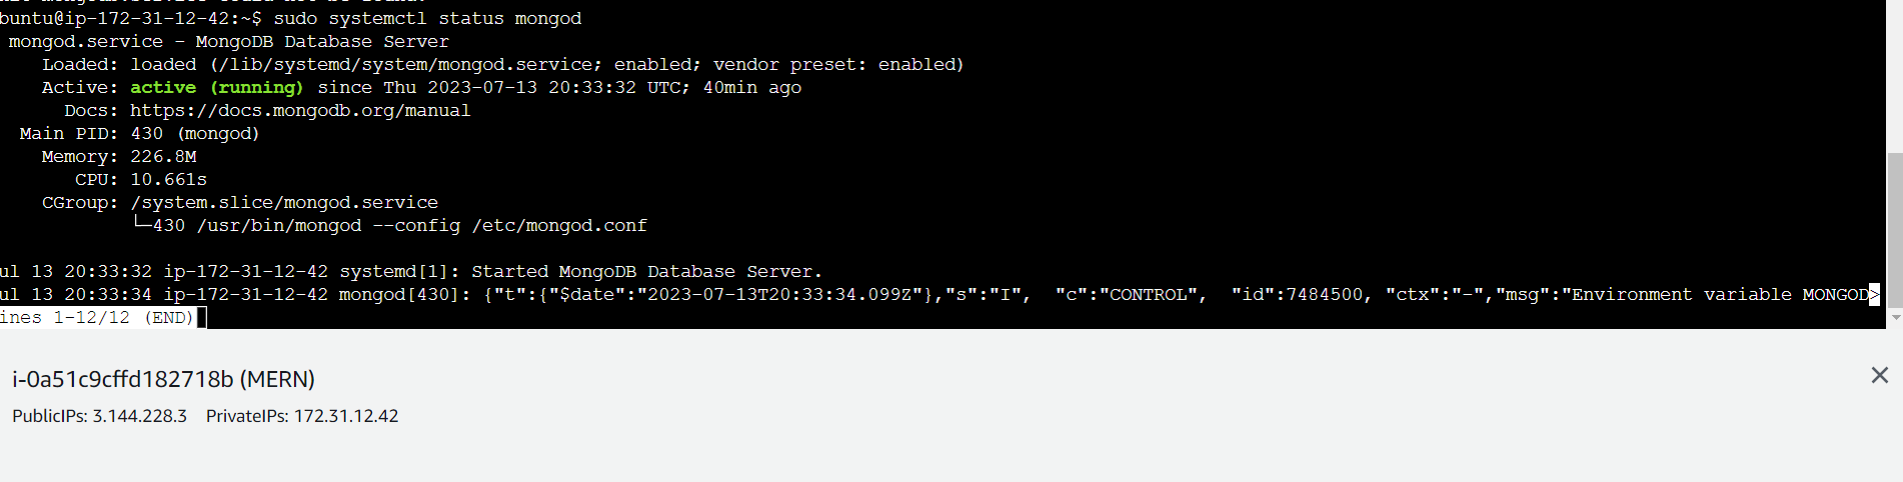 buntu@ip-172-31-12-42:~$ sudo systemctl status mongod
mongod.service - MongoDB Database Server
Loaded: loaded (/lib/systemd/system/mongod.service; enabled; vendor preset: enabled)
Active: active (running) since Thu 2023-07-13 20:33:32 UTC; 40min ago
Docs: https://docs.mongodb.org/manual
Main PID: 430 (mongod)
Memory: 226.8M
CPU: 10.661s
CGroup: /system.slice/mongod.service
└─430 /usr/bin/mongod --config /etc/mongod.conf
ul 13 20:33:32 ip-172-31-12-42 systemd[1]: Started MongoDB Database Server.
ul 13 20:33:34 ip-172-31-12-42 mongod[430]: {"t":{"$date":"2023-07-13T20:33:34.099Z"},"s":"I",  "c":"CONTROL",  "id":7484500, "ctx":"-","msg":"Environment variable MONGOD>
ines 1-12/12 (END)
i-0a51c9cffd182718b (MERN)
PublicIPs: 3.144.228.3 PrivateIPs: 172.31.12.42